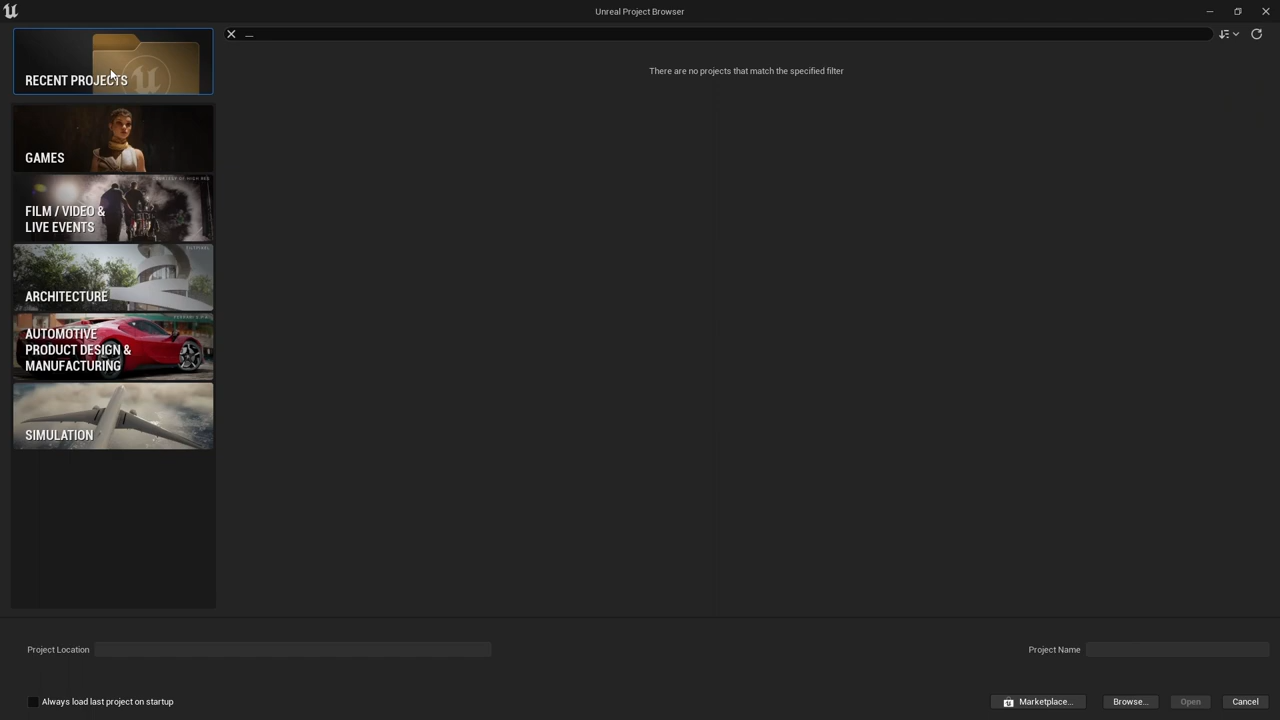 Unreal Project Browser
RECENT PROJECTS
__
There are no projects that match the specified filter
GAMES
FILM / VIDEO &
LIVE EVENTS
ARCHITECTURE
AUTOMOTIVE
PRODUCT DESIGN &
MANUFACTURING
SIMULATION
Project Location
Project Name
Always load last project on startup
Marketplace...
Browse...
Open
Cancel